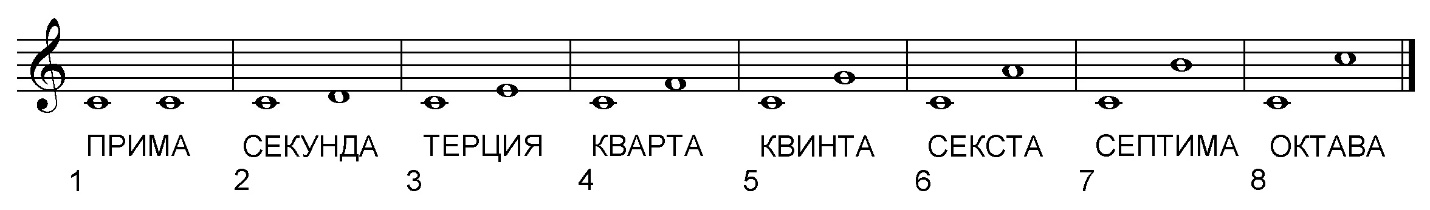 ПРИМА СЕКУНДА ТЕРЦИЯ КВАРТА КВИНТА СЕКСТА СЕПТИМА ОКТАВА
1 2 3 4 5 6 7 8